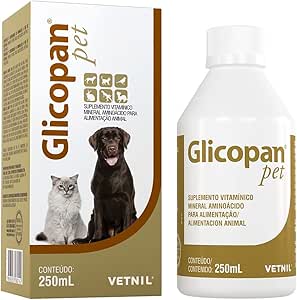 Glicopan
pet
SUPLEMENTO VITAMÍNICO
MINERAL AMINOÁCIDO PARA
ALIMENTAÇÃO ANIMAL
CONTEÚDO:
250mL
VETNIL®
Glicopan®
pet
SUPLEMENTO VITAMÍNICO
MINERAL AMINOÁCIDO
PARA ALIMENTAÇÃO/
ALIMENTACIÓN ANIMAL
CONTEÚDO/
CONTENIDO: 250mL
VETNIL